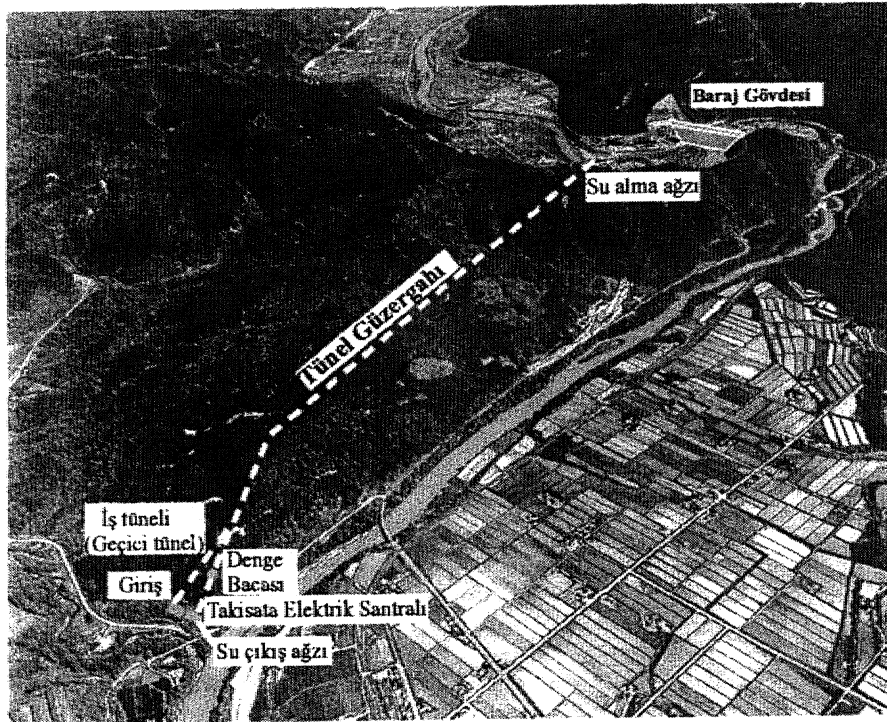 Baraj Gövdesi
Su alma ağzı
Tünel Güzergahı
İş tüneli
(Geçici tünel)
Denge
Bacası
Giriş
Takisata Elektrik Santralı
Su çıkış ağzı